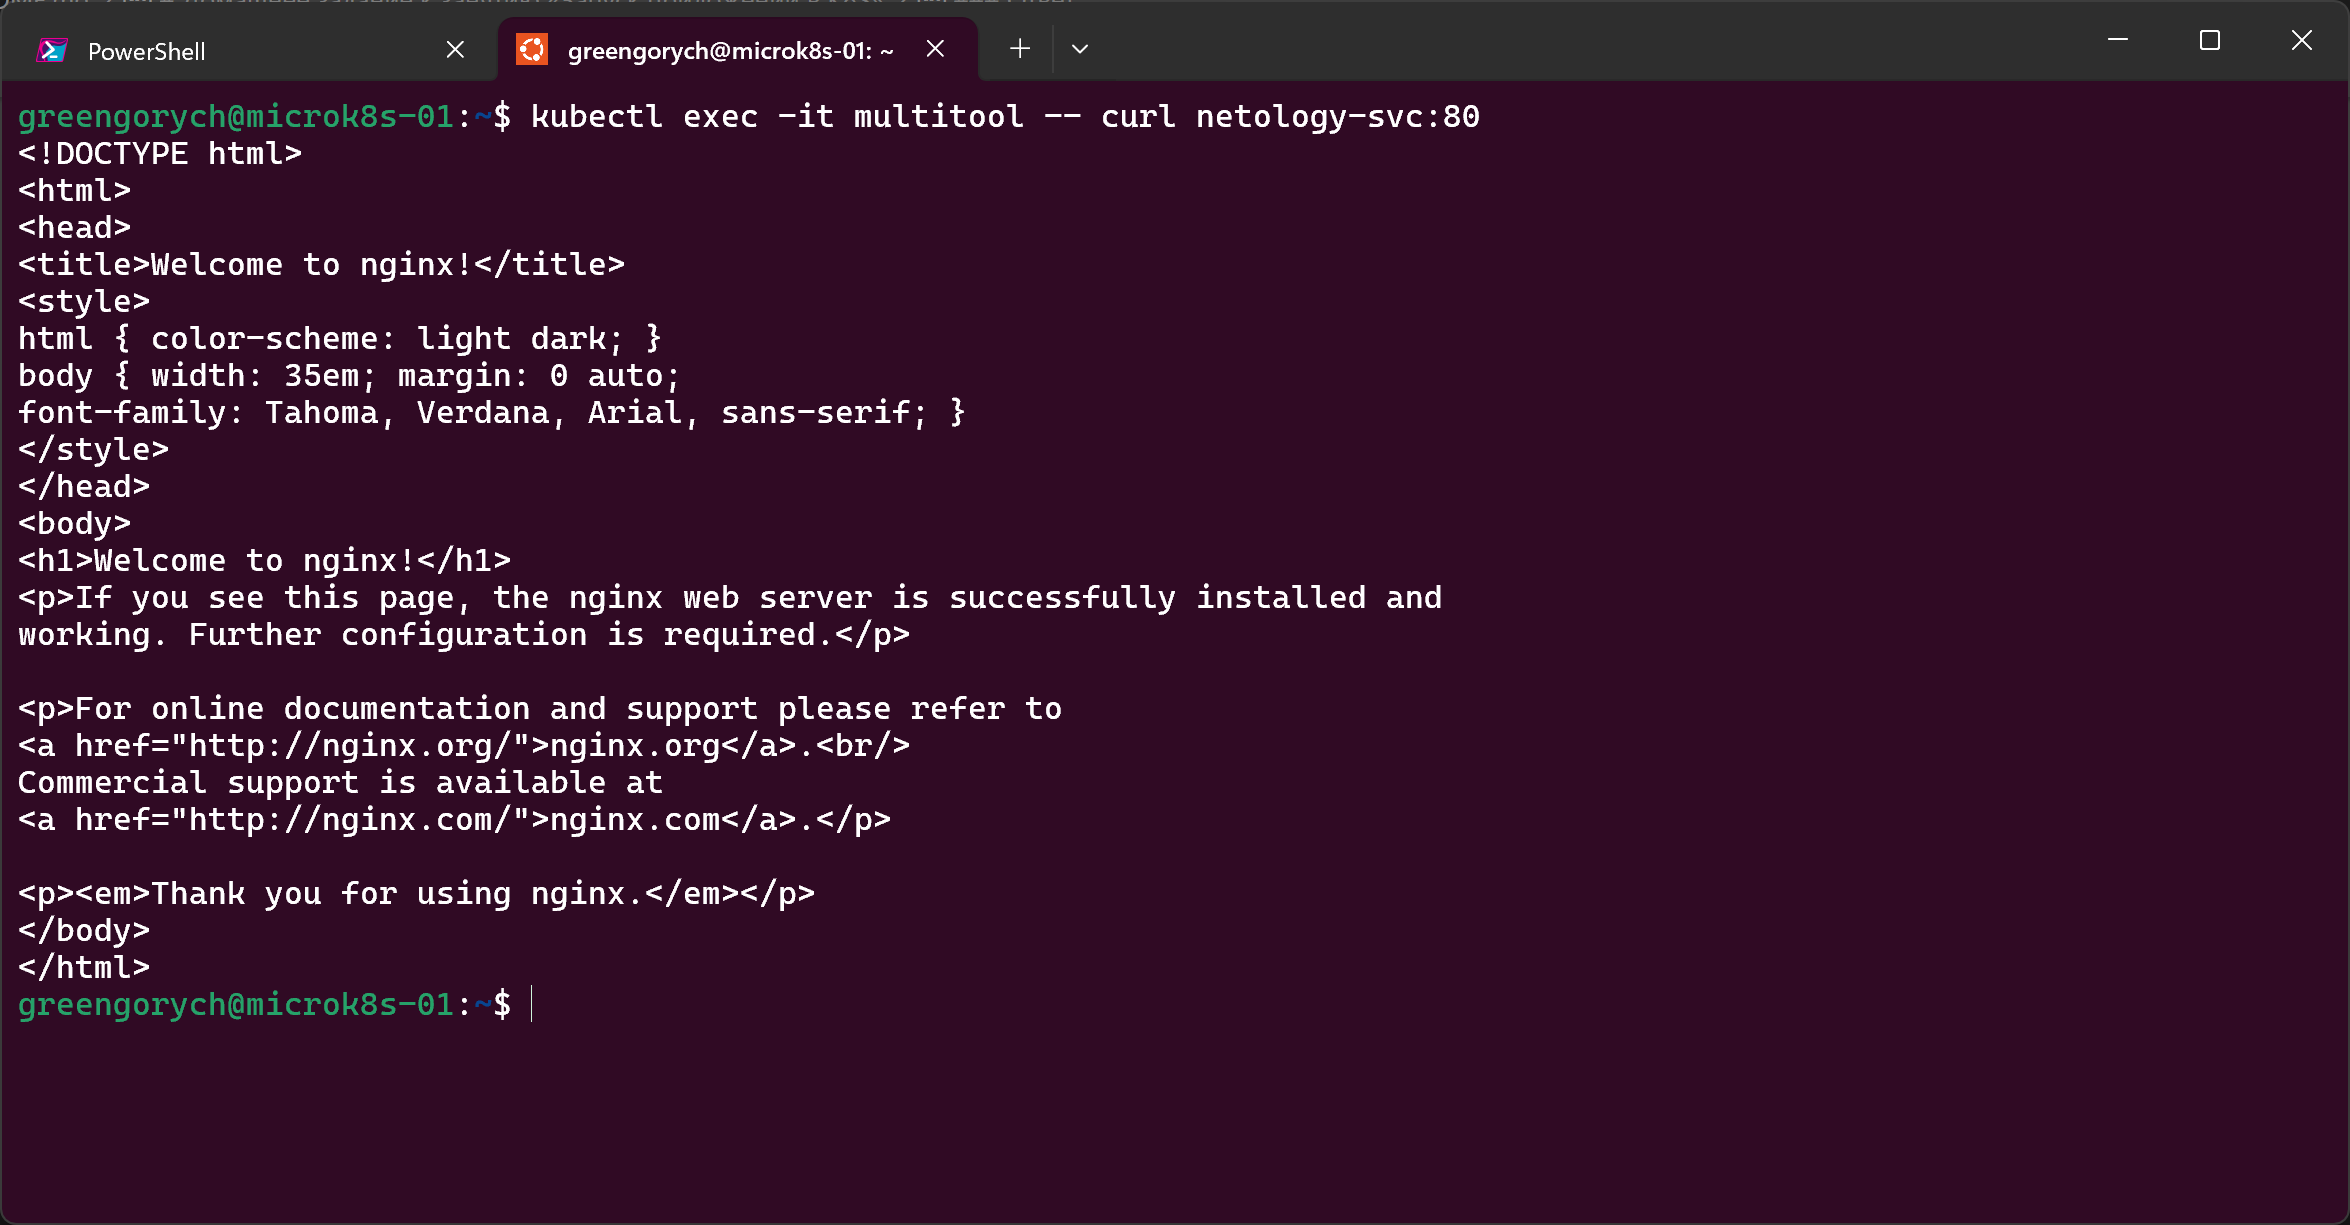 PowerShell
greengorych@microk8s-01: ~
greengorych@microk8s-01:~$ kubectl exec -it multitool -- curl netology-svc:80
<!DOCTYPE html>
<html>
<head>
<title>Welcome to nginx!</title>
<style>
html { color-scheme: light dark; }
body { width: 35em; margin: 0 auto;
font-family: Tahoma, Verdana, Arial, sans-serif; }
</style>
</head>
<body>
<h1>Welcome to nginx!</h1>
<p>If you see this page, the nginx web server is successfully installed and
working. Further configuration is required.</p>

<p>For online documentation and support please refer to
<a href="http://nginx.org/">nginx.org</a>.<br/>
Commercial support is available at
<a href="http://nginx.com/">nginx.com</a>.</p>

<p><em>Thank you for using nginx.</em></p>
</body>
</html>
greengorych@microk8s-01:~$